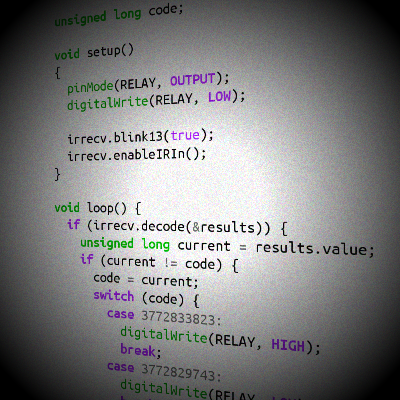 unsigned long code;
void setup()
{
pinMode(RELAY, OUTPUT);
digitalWrite(RELAY, LOW);
irrecv.blink13(true);
irrecv.enableIRIn();
}
void loop() {
if (irrecv.decode(&results)) {
unsigned long current = results.value;
if (current != code) {
code = current;
switch (code) {
case 3772833823:
digitalWrite(RELAY, HIGH);
break;
case 3772829743:
digitalWrite(RELAY,